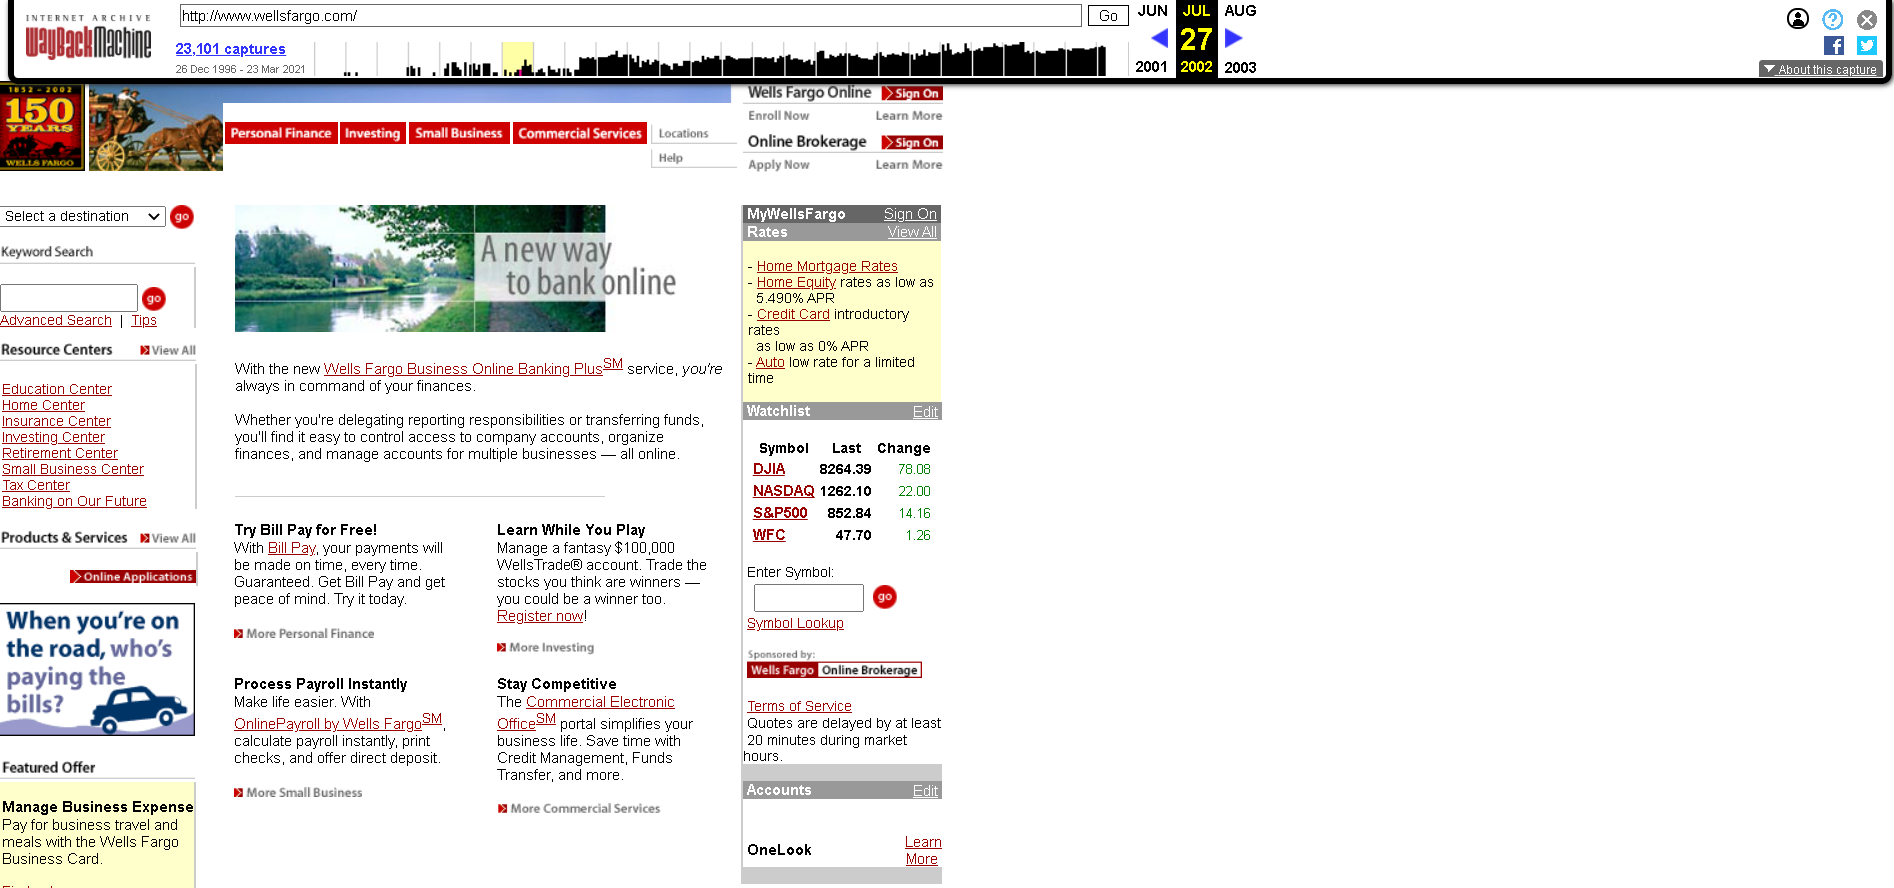 INTERNET ARCHIVE
WayBackMachine
http://www.wellsfargo.com/
Go
JUN
JUL
AUG
23,101 captures
27
26 Dec 1996 - 23 Mar 2021
2001
2002
2003
About this capture
1852 - 2002
150
YEARS
WELLS FARGO
Personal Finance
Investing
Small Business
Commercial Services
Locations
Help
Wells Fargo Online
Sign On
Enroll Now
Learn More
Online Brokerage
Sign On
Apply Now
Learn More
Select a destination
go
Keyword Search
go
Advanced Search | Tips
Resource Centers
View All
Education Center
Home Center
Insurance Center
Investing Center
Retirement Center
Small Business Center
Tax Center
Banking on Our Future
Products & Services
View All
Online Applications
When you're on
the road, who's
paying the
bills?
Featured Offer
Manage Business Expense
Pay for business travel and
meals with the Wells Fargo
Business Card.
A new way
to bank online
With the new Wells Fargo Business Online Banking PlusSM service, you're
always in command of your finances.
Whether you're delegating reporting responsibilities or transferring funds,
you'll find it easy to control access to company accounts, organize
finances, and manage accounts for multiple businesses — all online.
Try Bill Pay for Free!
With Bill Pay, your payments will
be made on time, every time.
Guaranteed. Get Bill Pay and get
peace of mind. Try it today.
More Personal Finance
Learn While You Play
Manage a fantasy $100,000
WellsTrade® account. Trade the
stocks you think are winners —
you could be a winner too.
Register now!
More Investing
Process Payroll Instantly
Make life easier. With
OnlinePayroll by Wells FargoSM,
calculate payroll instantly, print
checks, and offer direct deposit.
More Small Business
Stay Competitive
The Commercial Electronic
OfficeSM portal simplifies your
business life. Save time with
Credit Management, Funds
Transfer, and more.
More Commercial Services
MyWellsFargo
Sign On
Rates
View All
- Home Mortgage Rates
- Home Equity rates as low as
5.490% APR
- Credit Card introductory
rates
as low as 0% APR
- Auto low rate for a limited
time
Watchlist
Edit
Symbol Last Change
DJIA 8264.39 78.08
NASDAQ 1262.10 22.00
S&P500 852.84 14.16
WFC 47.70 1.26
Enter Symbol:
go
Symbol Lookup
Sponsored by:
Wells Fargo Online Brokerage
Terms of Service
Quotes are delayed by at least
20 minutes during market
hours.
Accounts
Edit
OneLook
Learn
More